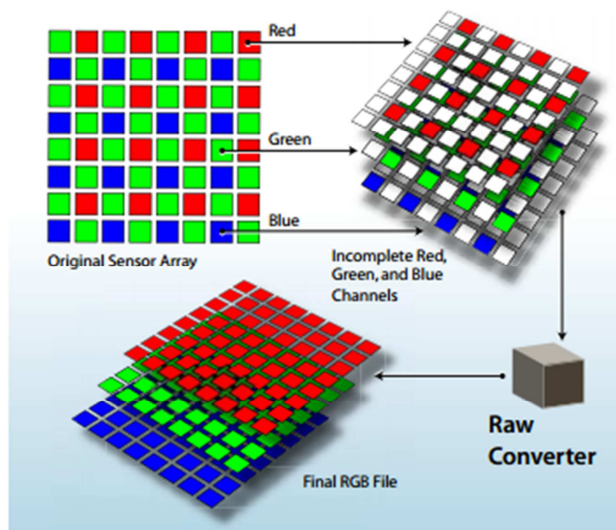 Red
Green
Blue
Original Sensor Array
Incomplete Red,
Green, and Blue
Channels
Raw
Converter
Final RGB File